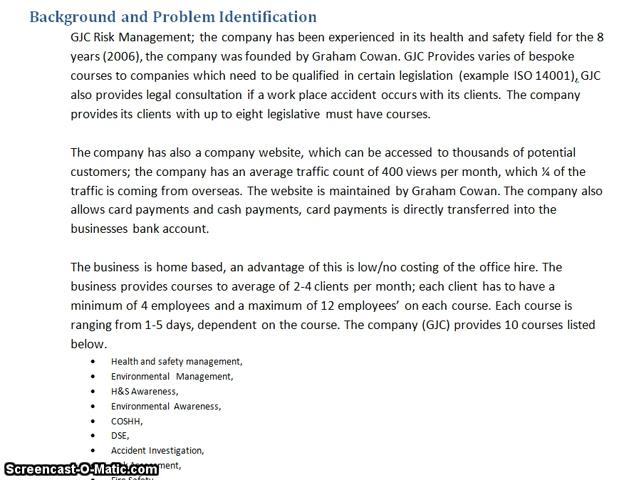 Background and Problem Identification
GJC Risk Management; the company has been experienced in its health and safety field for the 8
years (2006), the company was founded by Graham Cowan. GJC Provides varies of bespoke
courses to companies which need to be qualified in certain legislation (example ISO 14001), GJC
also provides legal consultation if a work place accident occurs with its clients. The company
provides its clients with up to eight legislative must have courses.
The company has also a company website, which can be accessed to thousands of potential
customers; the company has an average traffic count of 400 views per month, which ¼ of the
traffic is coming from overseas. The website is maintained by Graham Cowan. The company also
allows card payments and cash payments, card payments is directly transferred into the
businesses bank account.
The business is home based, an advantage of this is low/no costing of the office hire. The
business provides courses to average of 2-4 clients per month; each client has to have a
minimum of 4 employees and a maximum of 12 employees’ on each course. Each course is
ranging from 1-5 days, dependent on the course. The company (GJC) provides 10 courses listed
below.
• Health and safety management,
• Environmental Management,
• H&S Awareness,
• Environmental Awareness,
• COSHH,
• DSE,
• Accident Investigation,
Screencast-O-Matic.com